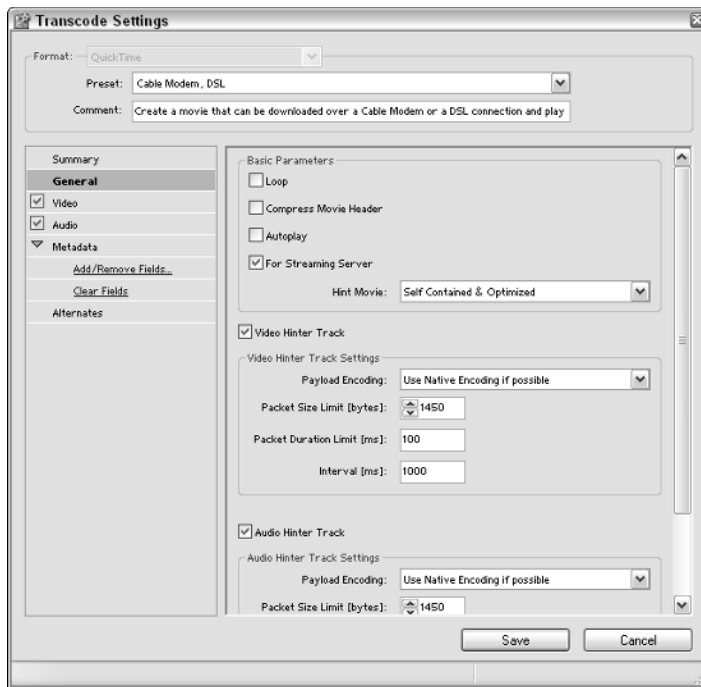 Transcode Settings
Format: QuickTime
Preset: Cable Modem, DSL
Comment: Create a movie that can be downloaded over a Cable Modem or a DSL connection and play
Summary
General
Video
Audio
Metadata
Add/Remove Fields...
Clear Fields
Alternates
Basic Parameters
Loop
Compress Movie Header
Autoplay
For Streaming Server
Hint Movie: Self Contained & Optimized
Video Hinter Track
Video Hinter Track Settings
Payload Encoding: Use Native Encoding if possible
Packet Size Limit [bytes]: 1450
Packet Duration Limit [ms]: 100
Interval [ms]: 1000
Audio Hinter Track
Audio Hinter Track Settings
Payload Encoding: Use Native Encoding if possible
Packet Size Limit [bytes]: 1450
Save Cancel